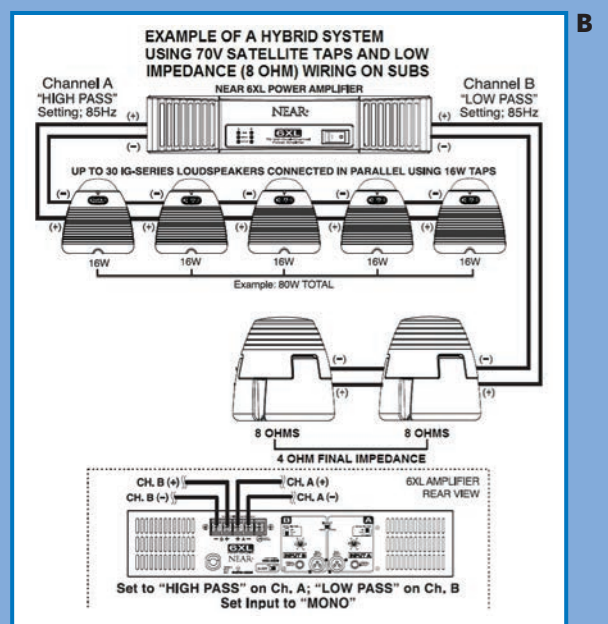 B
EXAMPLE OF A HYBRID SYSTEM
USING 70V SATELLITE TAPS AND LOW
IMPEDANCE (8 OHM) WIRING ON SUBS
Channel A
"HIGH PASS"
Setting; 85Hz
NEAR 6XL POWER AMPLIFIER
Channel B
"LOW PASS"
Setting; 85Hz
(+)
(-)
NEAR
6XL
(+)
(-)
UP TO 30 IG-SERIES LOUDSPEAKERS CONNECTED IN PARALLEL USING 16W TAPS
(-) (-) (-) (-) (-)
(+) (+) (+) (+) (+)
16W 16W 16W 16W 16W
Example: 80W TOTAL
(-) (-)
(+) (+)
8 OHMS 8 OHMS
4 OHM FINAL IMPEDANCE
CH. B (+) CH. A (+)
CH. B (-) CH. A (-)
6XL AMPLIFIER
REAR VIEW
B A
6XL
NEAR
INPUT B INPUT A
Set to "HIGH PASS" on Ch. A; "LOW PASS" on Ch. B
Set Input to "MONO"